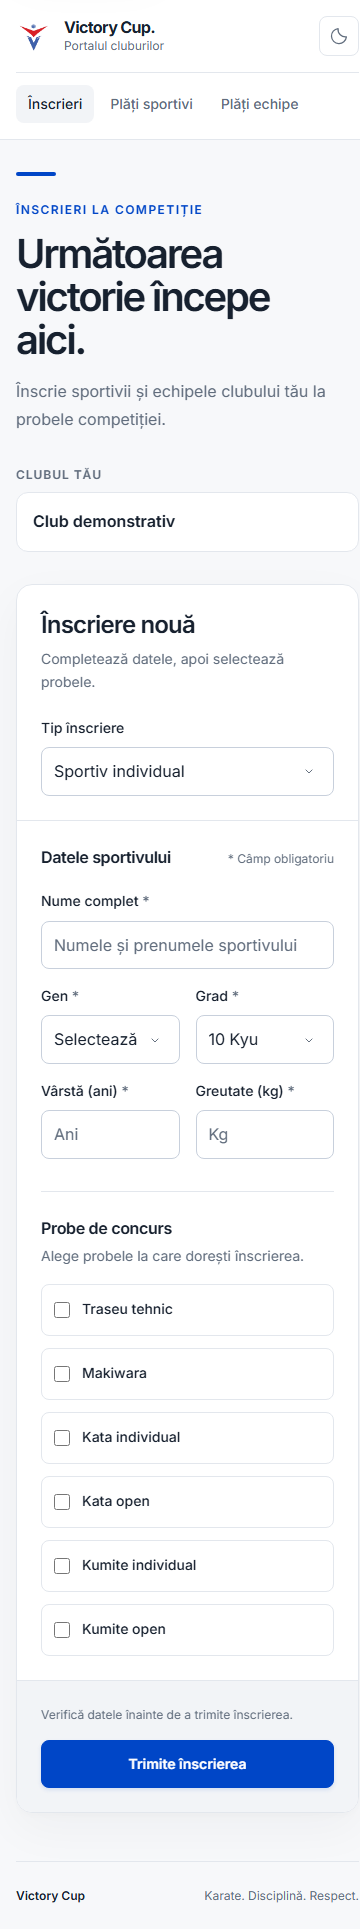 Victory Cup.
Portalul cluburilor
Înscrieri
Plăți sportivi
Plăți echipe
ÎNSCRIERI LA COMPETIȚIE
Următoarea
victorie începe
aici.
Înscrie sportivii și echipele clubului tău la
probele competiției.
CLUBUL TĂU
Club demonstrativ
Înscriere nouă
Completează datele, apoi selectează
probele.
Tip înscriere
Sportiv individual
Datele sportivului
* Câmp obligatoriu
Nume complet *
Numele și prenumele sportivului
Gen *
Grad *
Selectează
10 Kyu
Vârstă (ani) *
Greutate (kg) *
Ani
Kg
Probe de concurs
Alege probele la care dorești înscrierea.
Traseu tehnic
Makiwara
Kata individual
Kata open
Kumite individual
Kumite open
Verifică datele înainte de a trimite înscrierea.
Trimite înscrierea
Victory Cup
Karate. Disciplină. Respect.